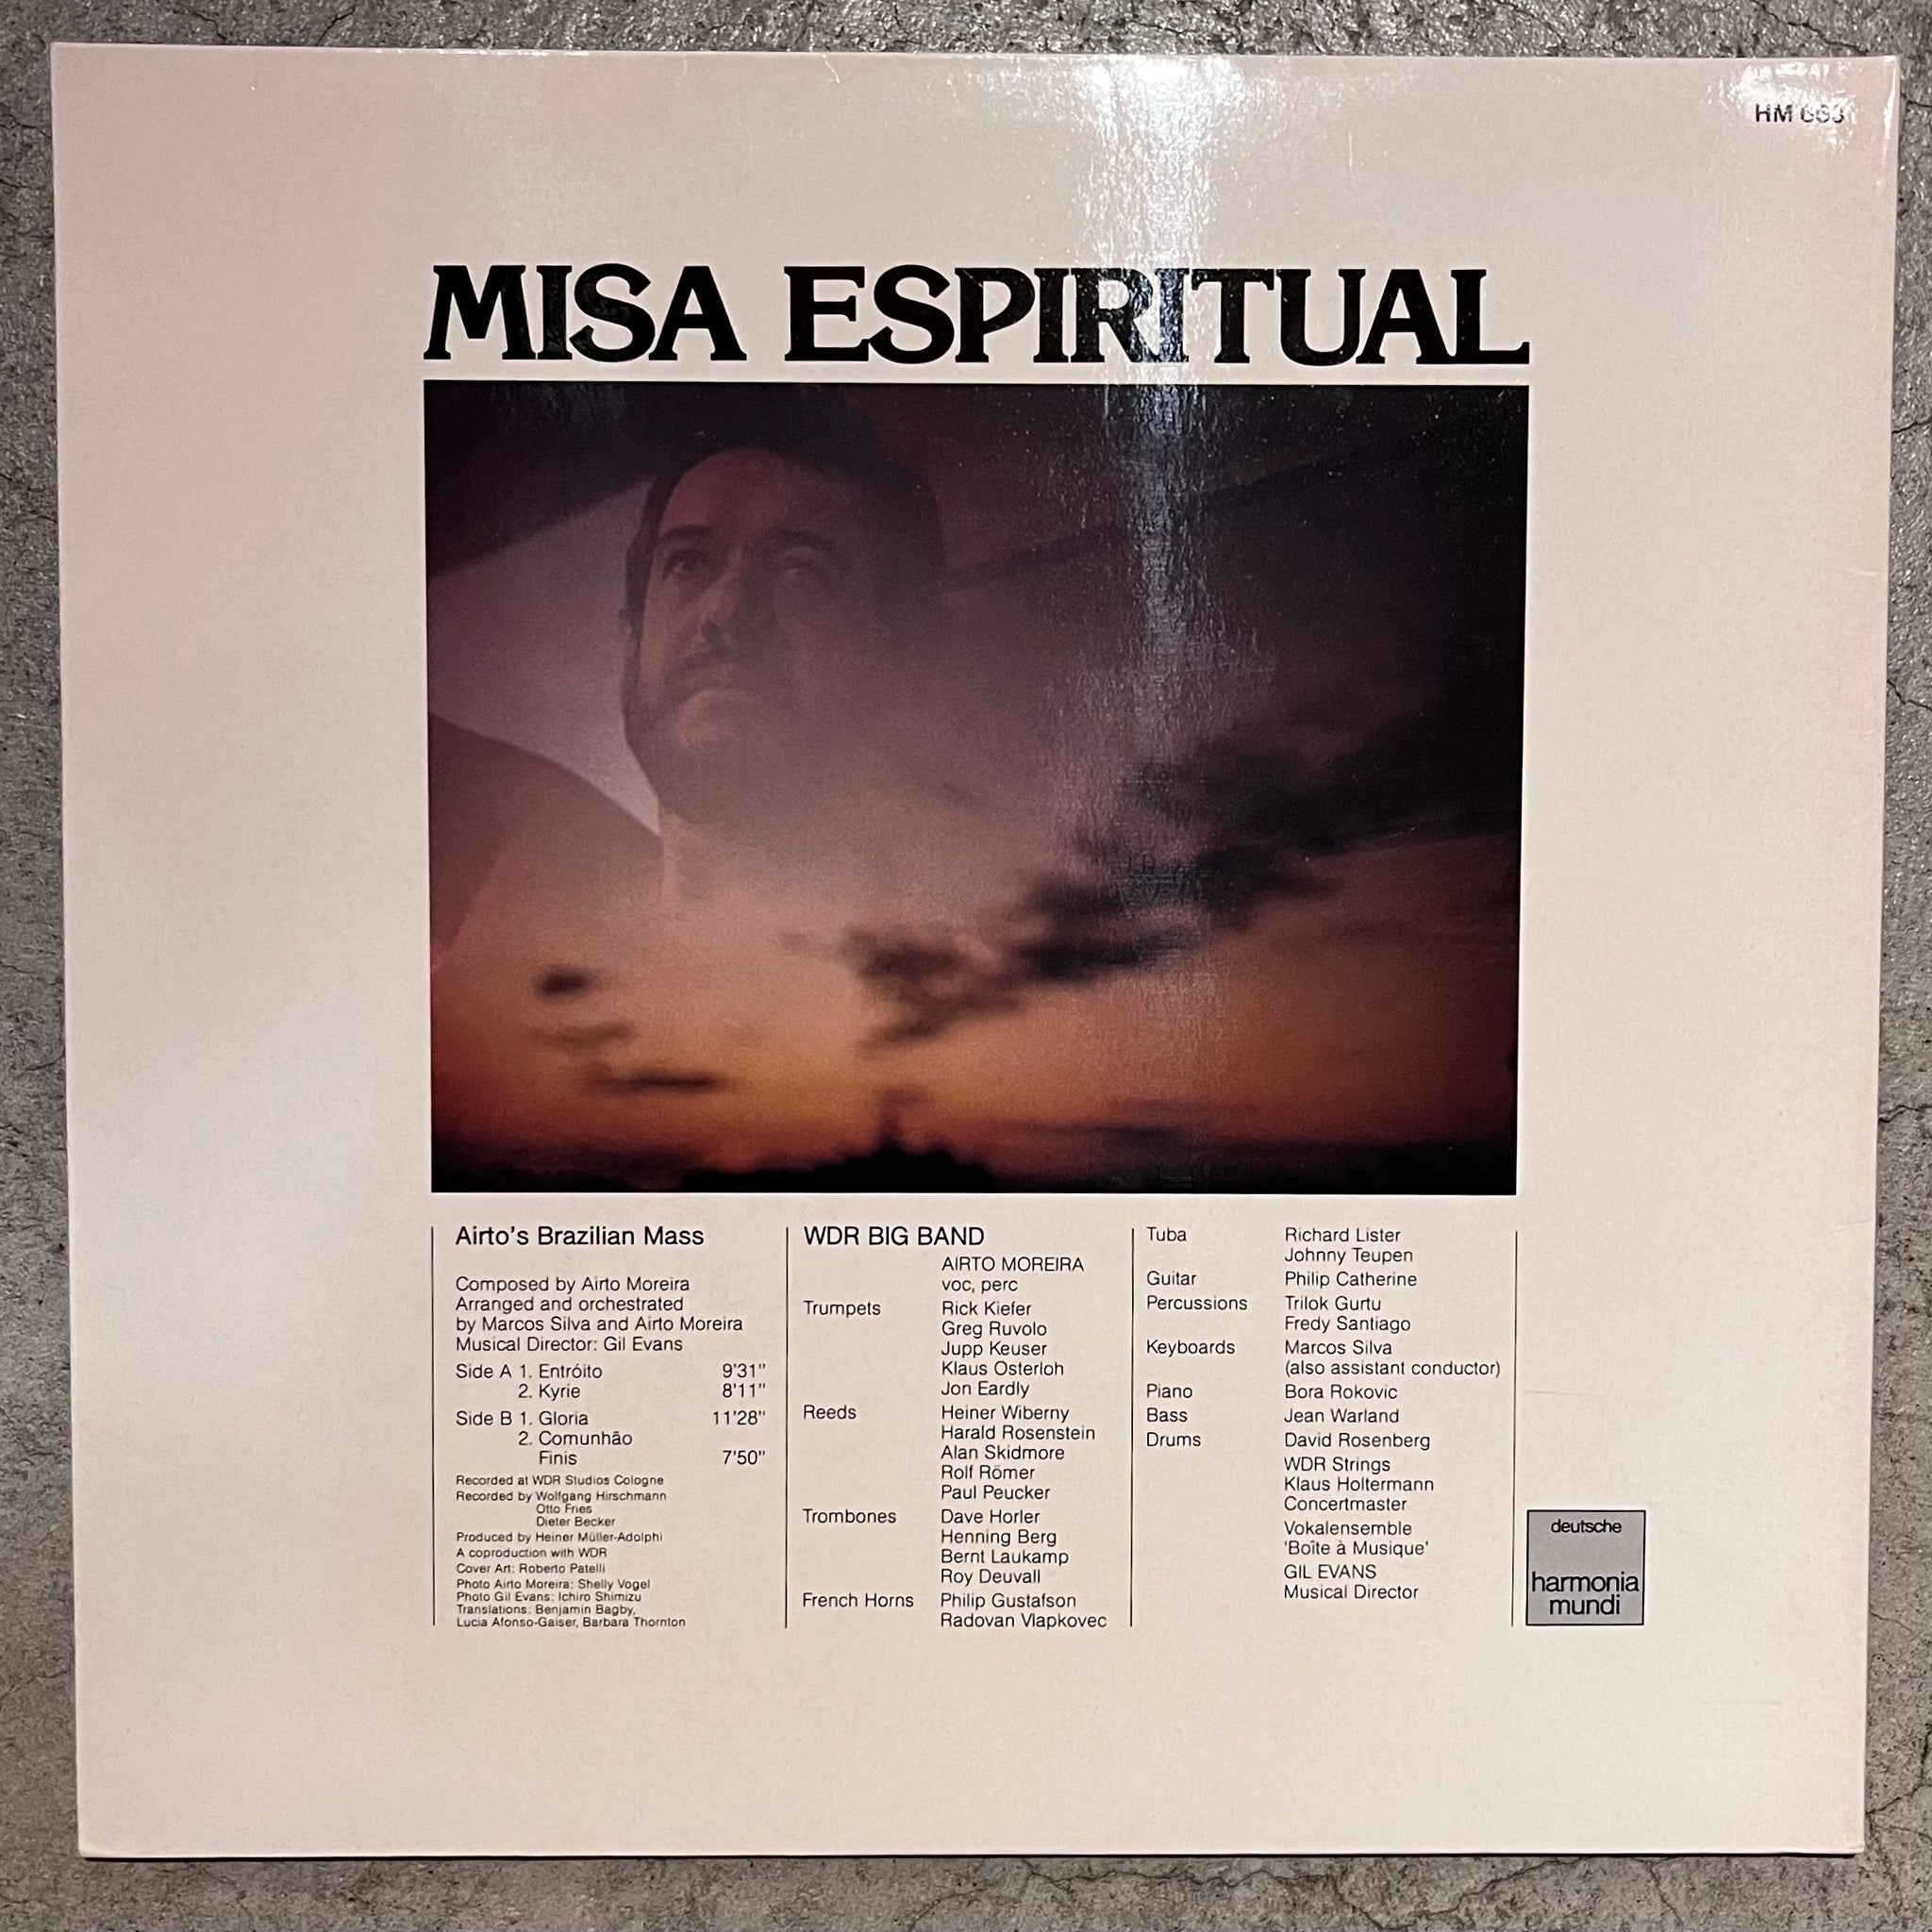 HM 663
MISA ESPIRITUAL
Airto's Brazilian Mass
Composed by Airto Moreira
Arranged and orchestrated
by Marcos Silva and Airto Moreira
Musical Director: Gil Evans
Side A 1. Entróito 9'31"
2. Kyrie 8'11"
Side B 1. Gloria 11'28"
2. Comunhão
Finis 7'50"
Recorded at WDR Studios Cologne
Recorded by Wolfgang Hirschmann
Otto Fries
Dieter Becker
Produced by Heiner Müller-Adolphi
A coproduction with WDR
Cover Art: Roberto Patelli
Photo Airto Moreira: Shelly Vogel
Photo Gil Evans: Ichiro Shimizu
Translations: Benjamin Bagby,
Lucia Afonso-Gaiser, Barbara Thornton
WDR BIG BAND
AIRTO MOREIRA
voc, perc
Trumpets Rick Kiefer
Greg Ruvolo
Jupp Keuser
Klaus Osterloh
Jon Eardly
Reeds Heiner Wiberny
Harald Rosenstein
Alan Skidmore
Rolf Römer
Paul Peucker
Trombones Dave Horler
Henning Berg
Bernt Laukamp
Roy Deuvall
French Horns Philip Gustafson
Radovan Vlapkovec
Tuba Richard Lister
Johnny Teupen
Guitar Philip Catherine
Percussions Trilok Gurtu
Fredy Santiago
Keyboards Marcos Silva
(also assistant conductor)
Piano Bora Rokovic
Bass Jean Warland
Drums David Rosenberg
WDR Strings
Klaus Holtermann
Concertmaster
Vokalensemble
'Boîte à Musique'
GIL EVANS
Musical Director
deutsche
harmonia
mundi